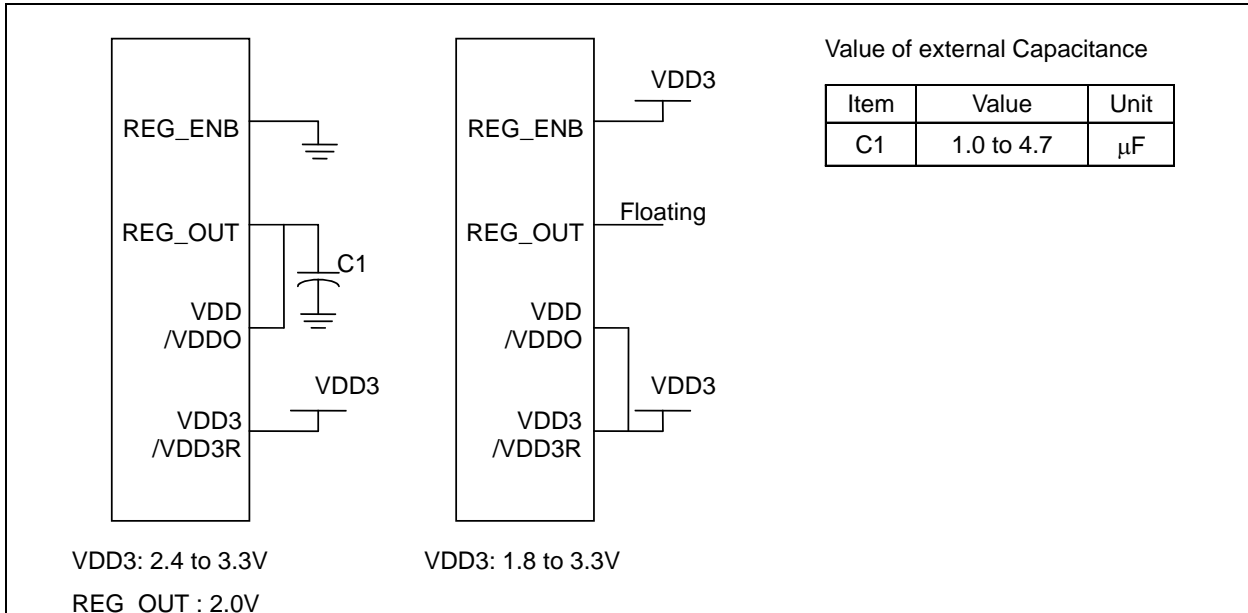 REG_ENB
REG_OUT
C1
VDD
/VDDO
VDD3
VDD3
/VDD3R
VDD3: 2.4 to 3.3V
REG_OUT : 2.0V
VDD3
REG_ENB
Floating
REG_OUT
VDD
/VDDO
VDD3
VDD3
/VDD3R
VDD3: 1.8 to 3.3V
Value of external Capacitance
Item Value Unit
C1 1.0 to 4.7 μF